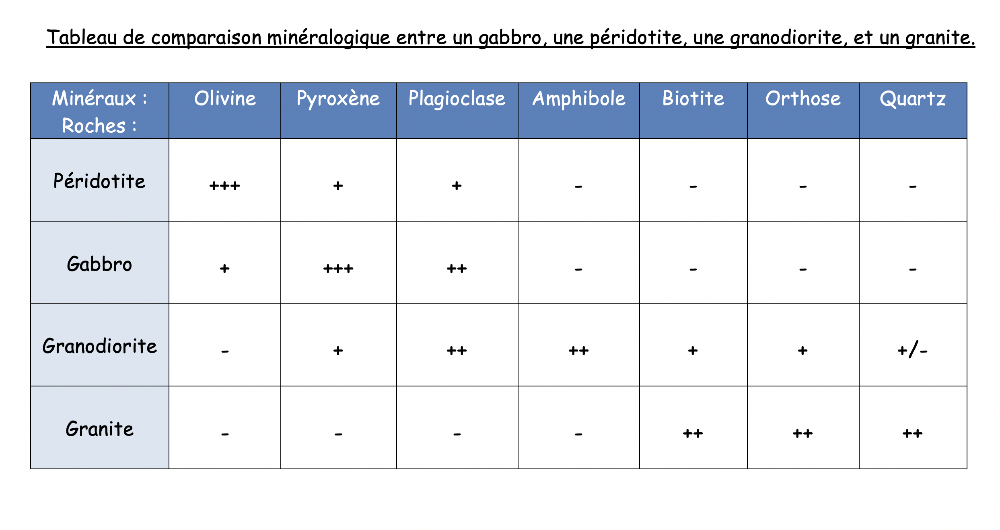 Tableau de comparaison minéralogique entre un gabbro, une péridotite, une granodiorite, et un granite.
Minéraux : Olivine Pyroxène Plagioclase Amphibole Biotite Orthose Quartz
Roches :
Péridotite +++ + + - - - -
Gabbro + +++ ++ - - - -
Granodiorite - + ++ ++ + + +/-
Granite - - - - ++ ++ ++